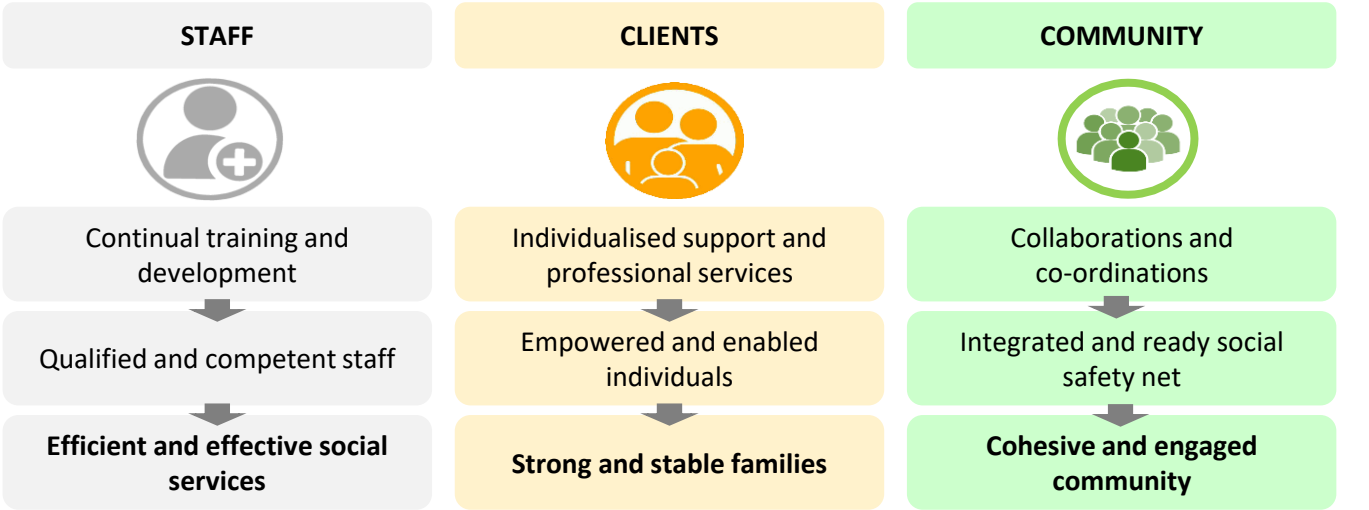 STAFF
Continual training and
development
Qualified and competent staff
Efficient and effective social
services
CLIENTS
Individualised support and
professional services
Empowered and enabled
individuals
Strong and stable families
COMMUNITY
Collaborations and
co-ordinations
Integrated and ready social
safety net
Cohesive and engaged
community